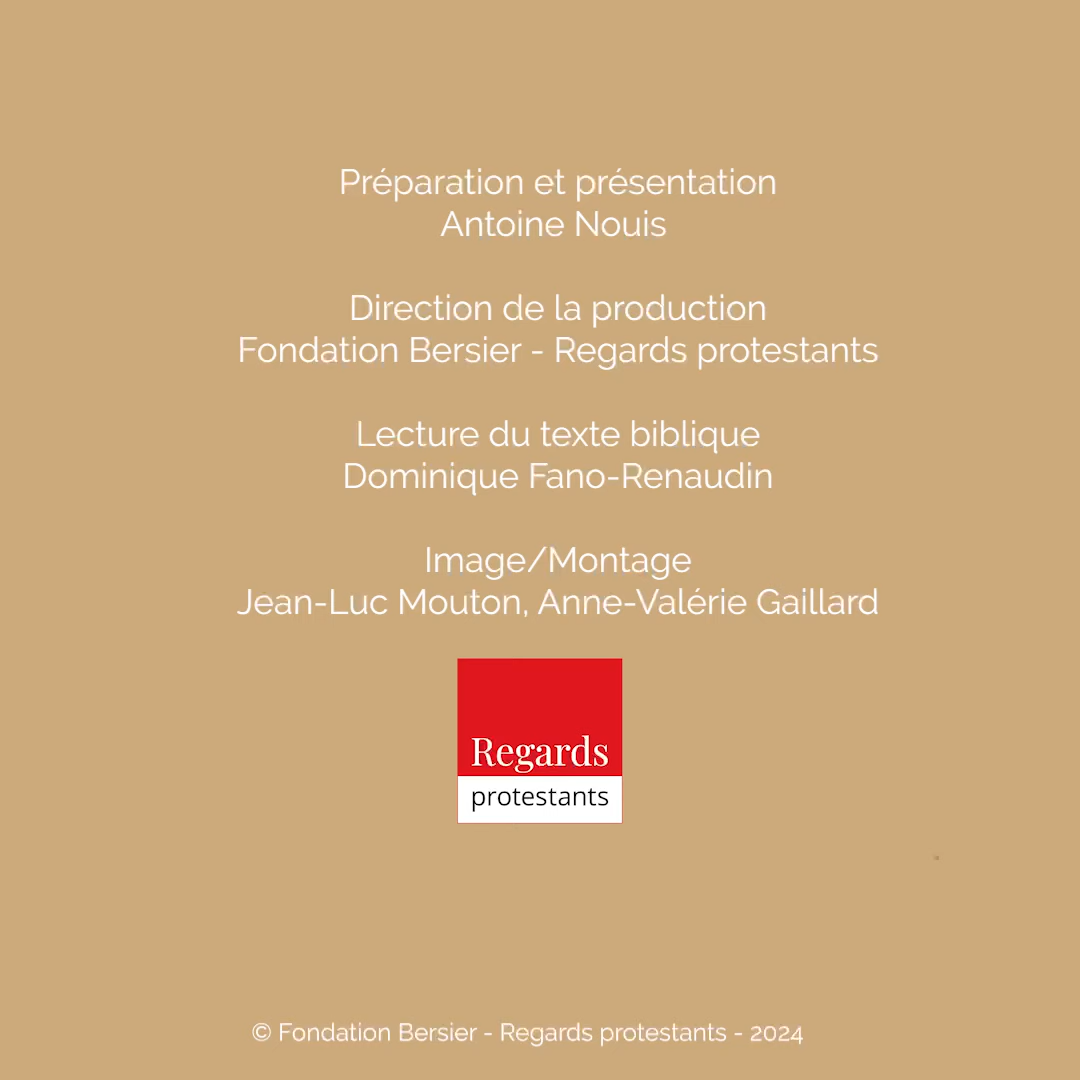 Préparation et présentation
Antoine Nouis
Direction de la production
Fondation Bersier - Regards protestants
Lecture du texte biblique
Dominique Fano-Renaudin
Image/Montage
Jean-Luc Mouton, Anne-Valérie Gaillard
Regards
protestants
© Fondation Bersier - Regards protestants - 2024